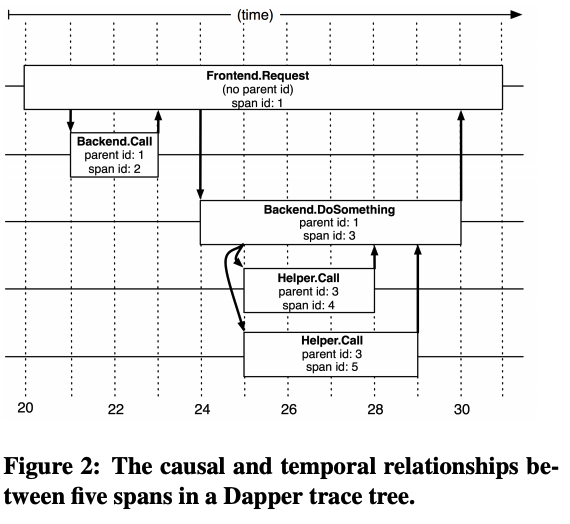 (time)
Frontend.Request
(no parent id)
span id: 1
Backend.Call
parent id: 1
span id: 2
Backend.DoSomething
parent id: 1
span id: 3
Helper.Call
parent id: 3
span id: 4
Helper.Call
parent id: 3
span id: 5
20 22 24 26 28 30
Figure 2: The causal and temporal relationships be-
tween five spans in a Dapper trace tree.